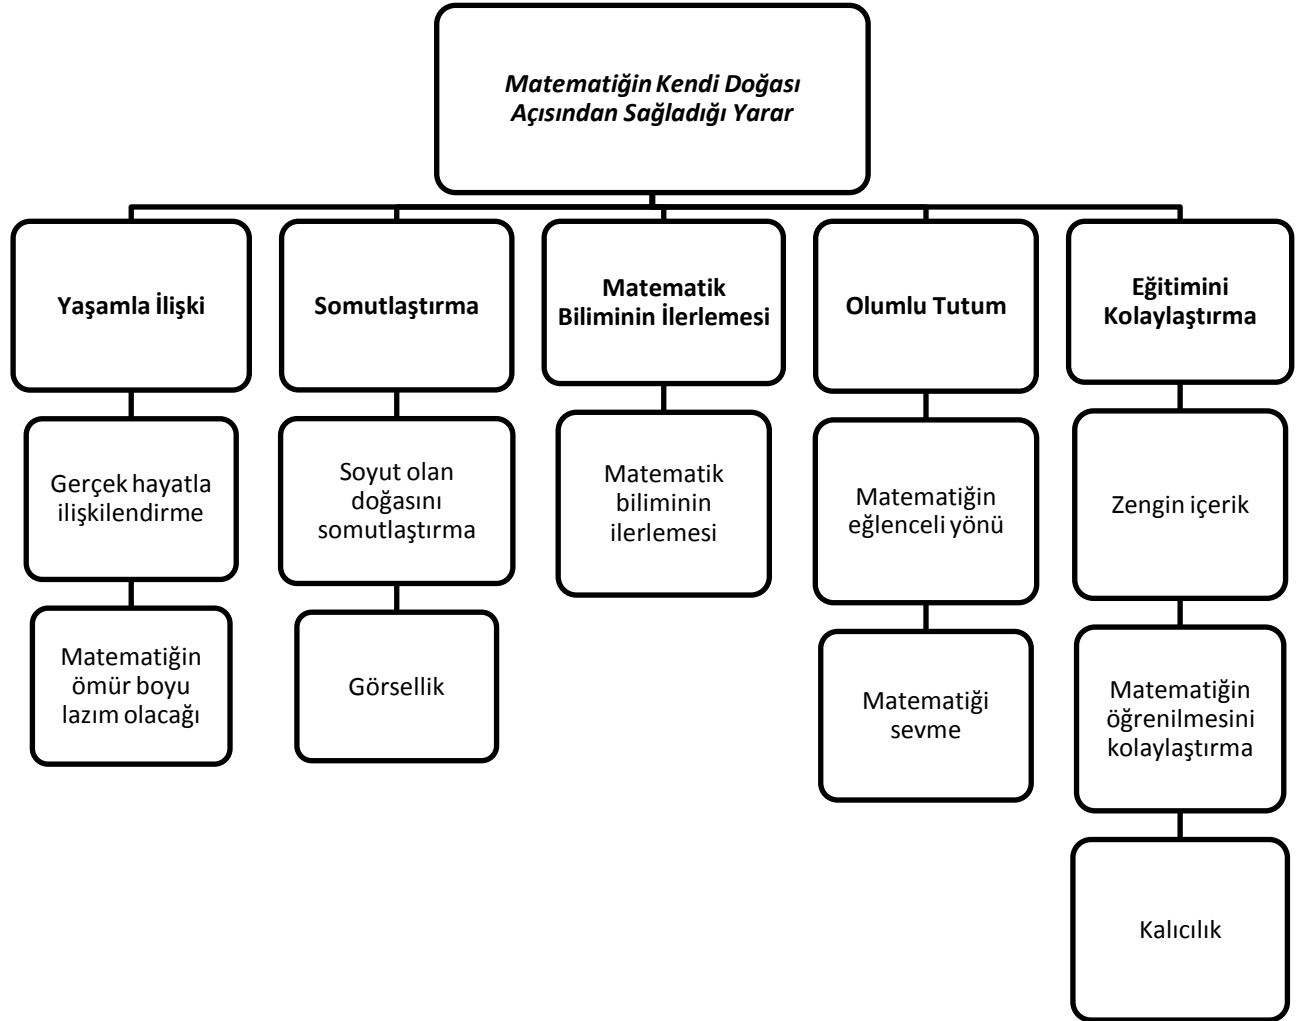 Matematiğin Kendi Doğası
Açısından Sağladığı Yarar
Yaşamla İlişki
Somutlaştırma
Matematik
Biliminin İlerlemesi
Olumlu Tutum
Eğitimini
Kolaylaştırma
Gerçek hayatla
ilişkilendirme
Soyut olan
doğasını
somutlaştırma
Matematik
biliminin
ilerlemesi
Matematiğin
eğlenceli yönü
Zengin içerik
Matematiğin
ömür boyu
lazım olacağı
Görsellik
Matematiği
sevme
Matematiğin
öğrenilmesini
kolaylaştırma
Kalıcılık